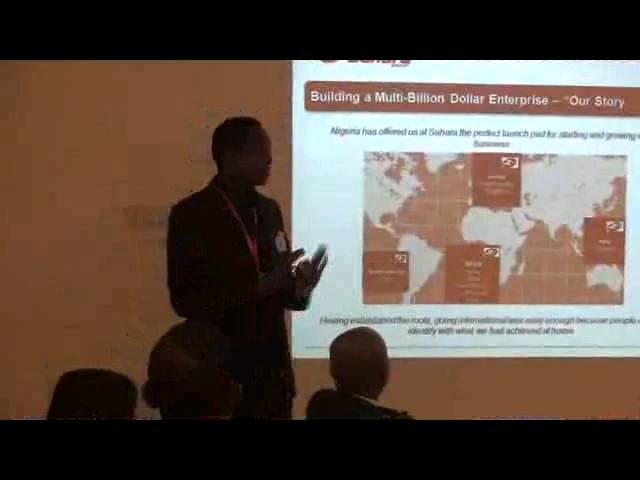 Sahara
Building a Multi-Billion Dollar Enterprise – "Our Story
Nigeria has offered us at Sahara the perfect launch pad for starting and growing
business
Having established the roots, going international was easy enough because people
identify with what we had achieved at home